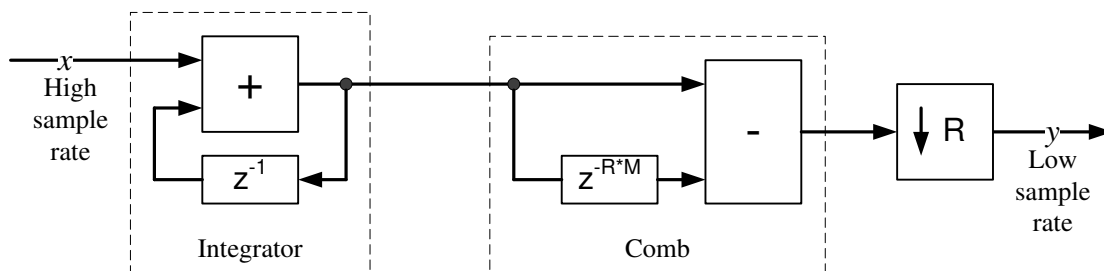 x
High
sample
rate
+
z^-1
Integrator
z^-R*M
-
Comb
↓ R
y
Low
sample
rate